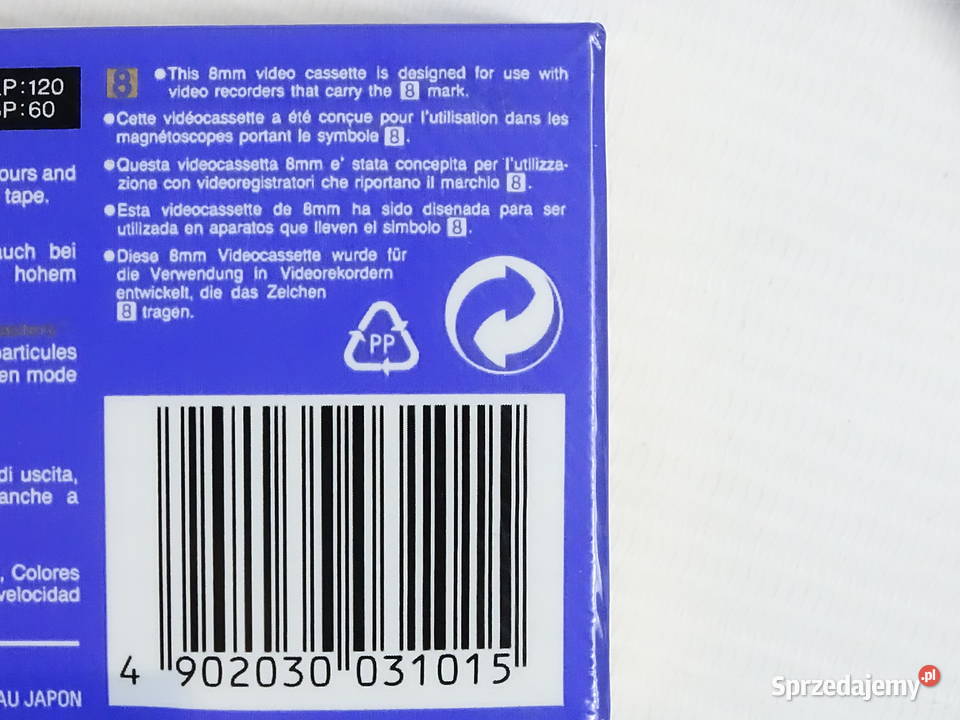 P:120
SP:60
ours and
tape.
auch bei
hohem
particules
en mode
di uscita,
anche a
, Colores
velocidad
AU JAPON
8 ●This 8mm video cassette is designed for use with
video recorders that carry the 8 mark.
●Cette vidéocassette a été conçue pour l'utilisation dans les
magnétoscopes portant le symbole 8.
●Questa videocassetta 8mm e' stata concepita per l'utilizza-
zione con videoregistratori che riportano il marchio 8.
●Esta videocassette de 8mm ha sido disenada para ser
utilizada en aparatos que lleven el simbolo 8.
●Diese 8mm Videocassette wurde für
die Verwendung in Videorekordern
entwickelt, die das Zeichen
8 tragen.
PP
4 902030 031015
Sprzedajemy.pl